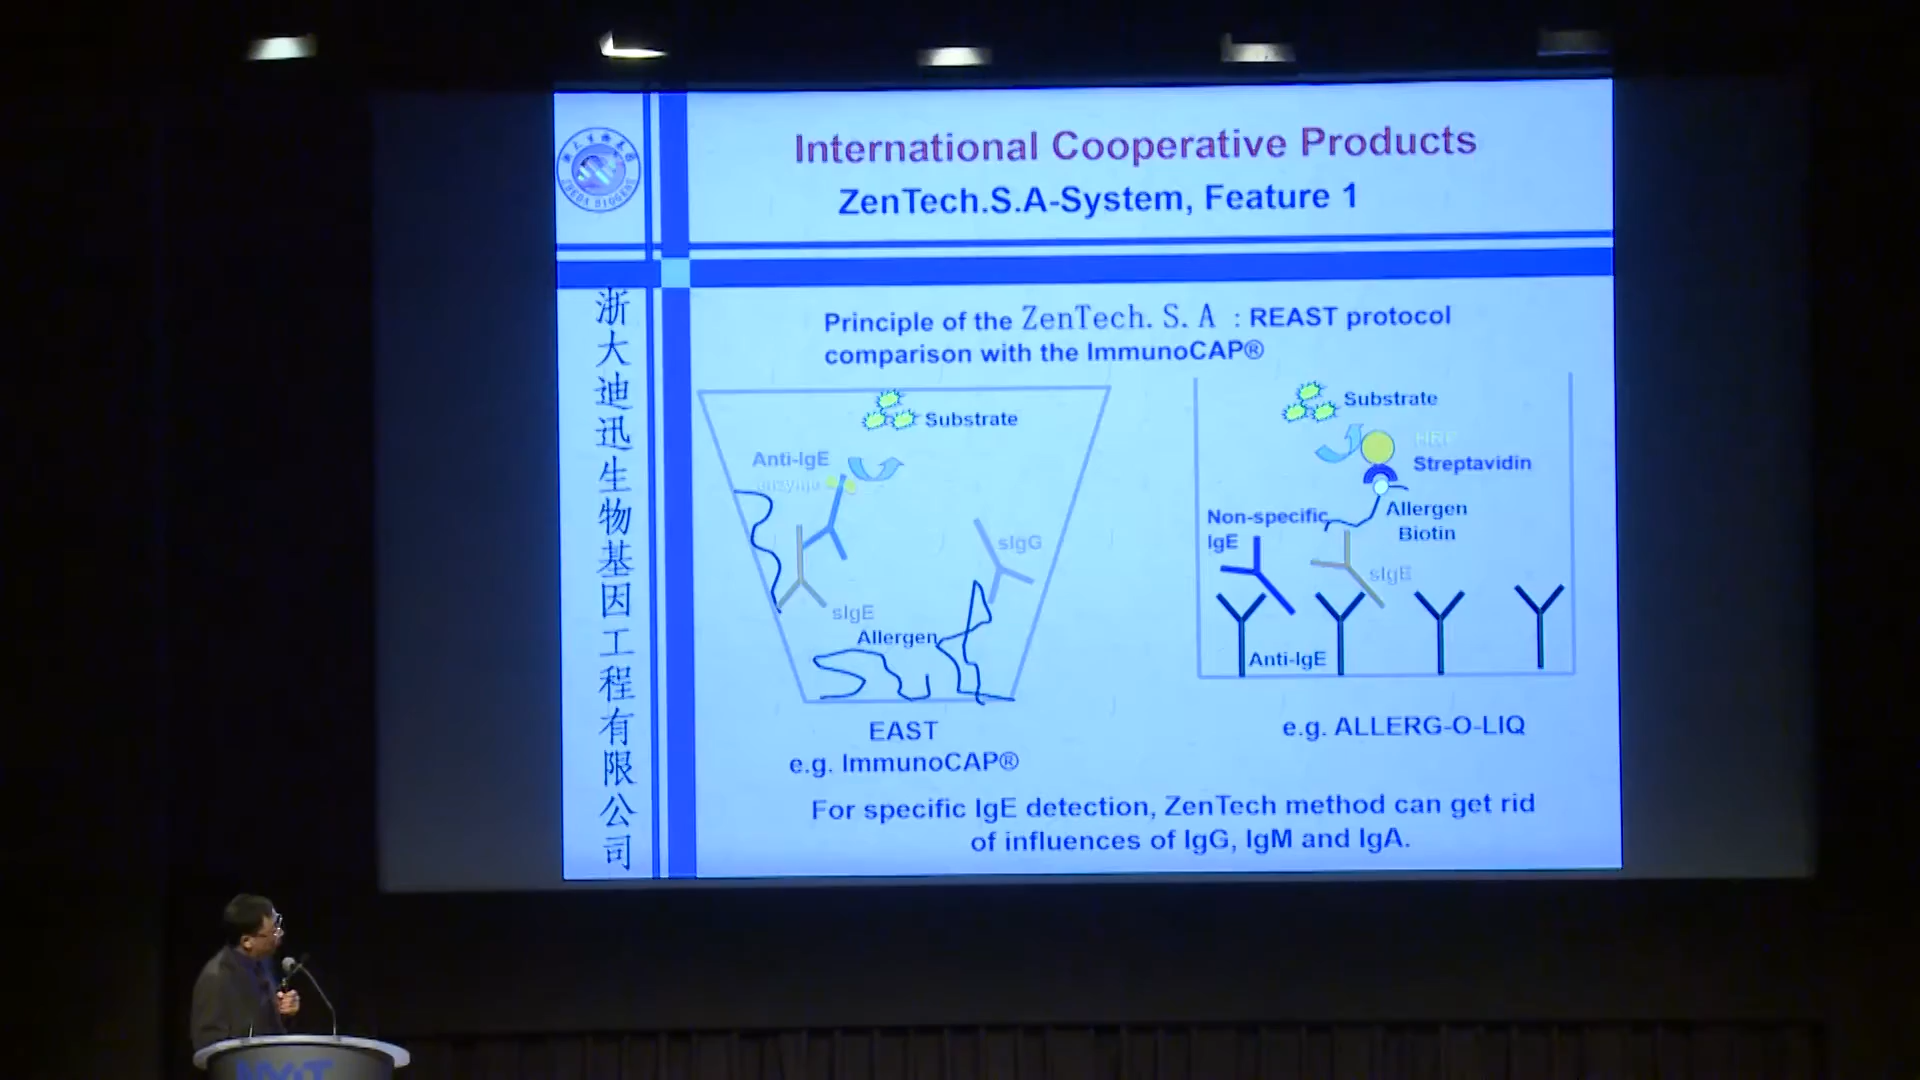 International Cooperative Products
ZenTech.S.A-System, Feature 1
浙大迪迅生物基因工程有限公司
Principle of the ZenTech. S. A : REAST protocol
comparison with the ImmunoCAP®
Substrate
Anti-IgE
enzyme
sIgG
sIgE
Allergen
EAST
e.g. ImmunoCAP®
Substrate
HRP
Streptavidin
Allergen
Biotin
Non-specific
IgE
sIgE
Anti-IgE
e.g. ALLERG-O-LIQ
For specific IgE detection, ZenTech method can get rid
of influences of IgG, IgM and IgA.
NYIT